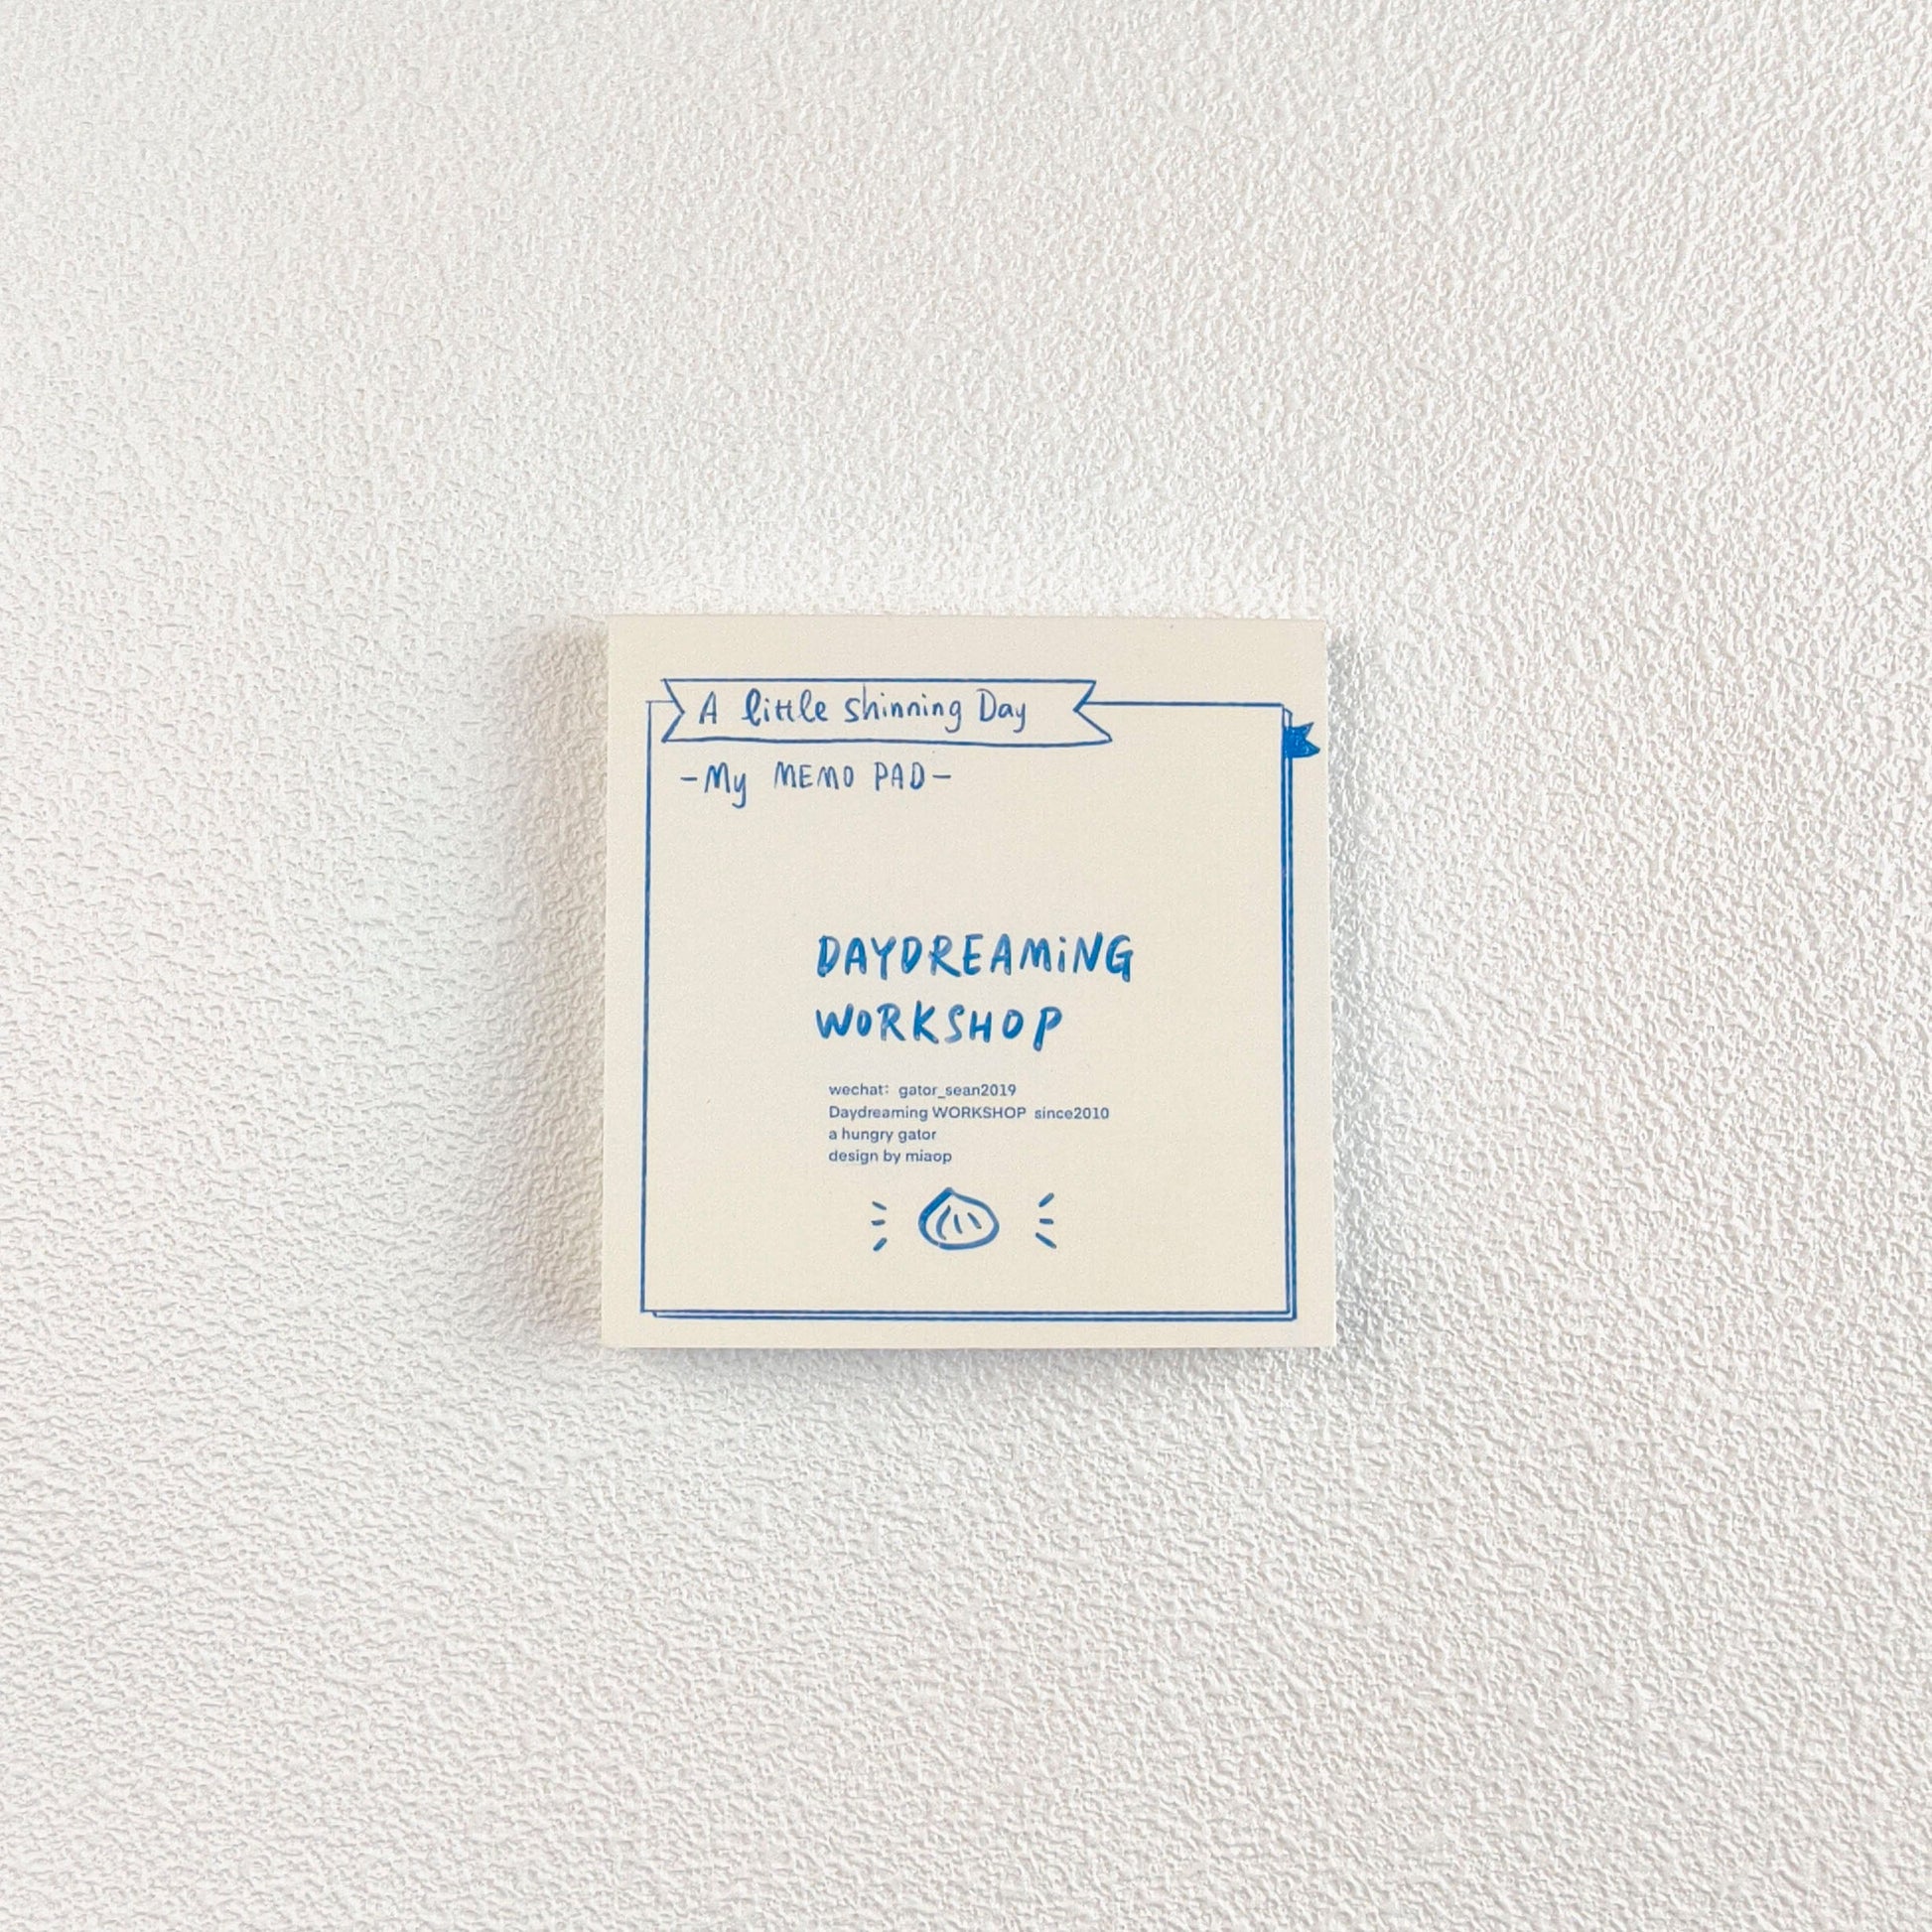 A little shinning Day
-My MEMO PAD-
DAYDREAMiNG
WORKSHOP
wechat: gator_sean2019
Daydreaming WORKSHOP since2010
a hungry gator
design by miaop